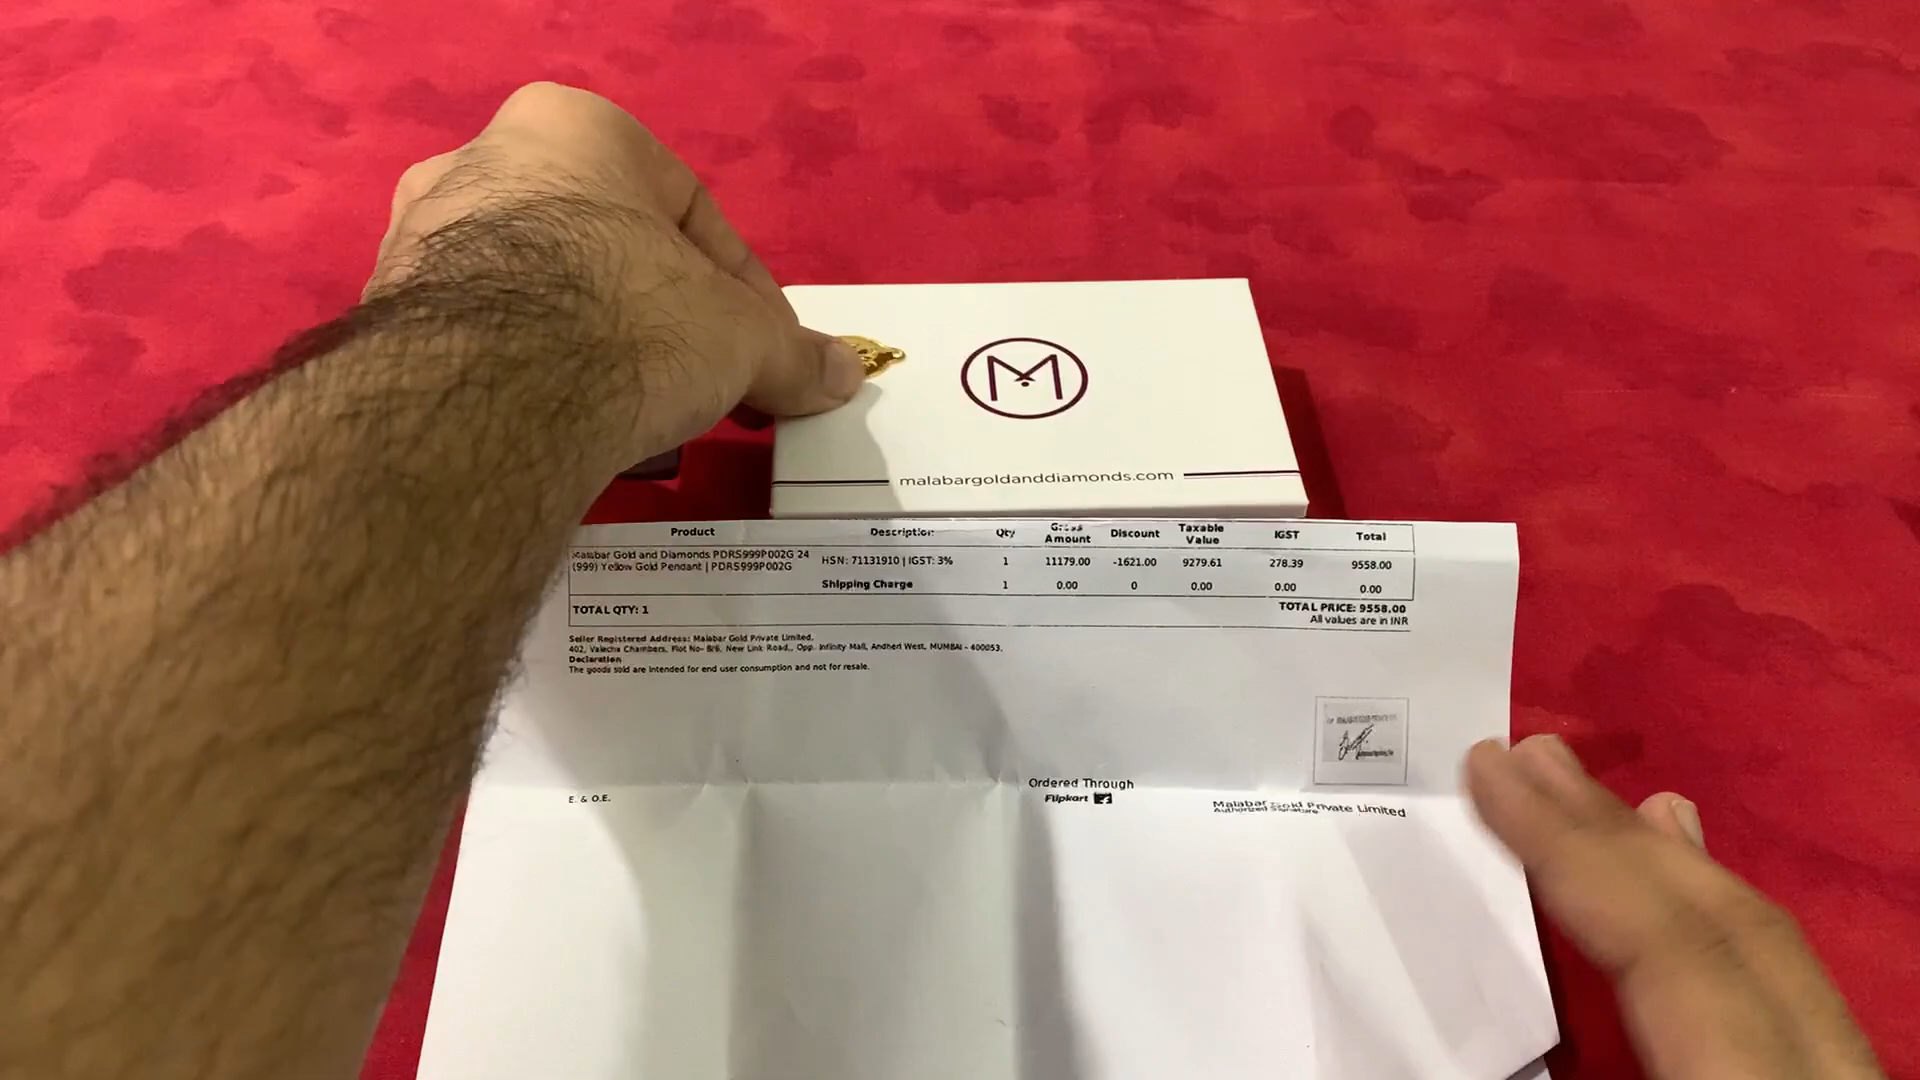 M
malabargoldanddiamonds.com
Product Description Qty Gross Amount Discount Taxable Value IGST Total
Malabar Gold and Diamonds PDRS999P002G 24
(999) Yellow Gold Pendant | PDRS999P002G
HSN: 71131910 | IGST: 3% 1 11179.00 -1621.00 9279.61 278.39 9558.00
Shipping Charge 1 0.00 0 0.00 0.00 0.00
TOTAL QTY: 1
TOTAL PRICE: 9558.00
All values are in INR
Seller Registered Address: Malabar Gold Private Limited,
402, Valecha Chambers, Plot No- B/6, New Link Road,, Opp. Infinity Mall, Andheri West, MUMBAI - 400053,
Declaration
The goods sold are intended for end user consumption and not for resale.
Ordered Through
Flipkart
E. & O.E.
Malabar Gold Private Limited
Authorized Signature